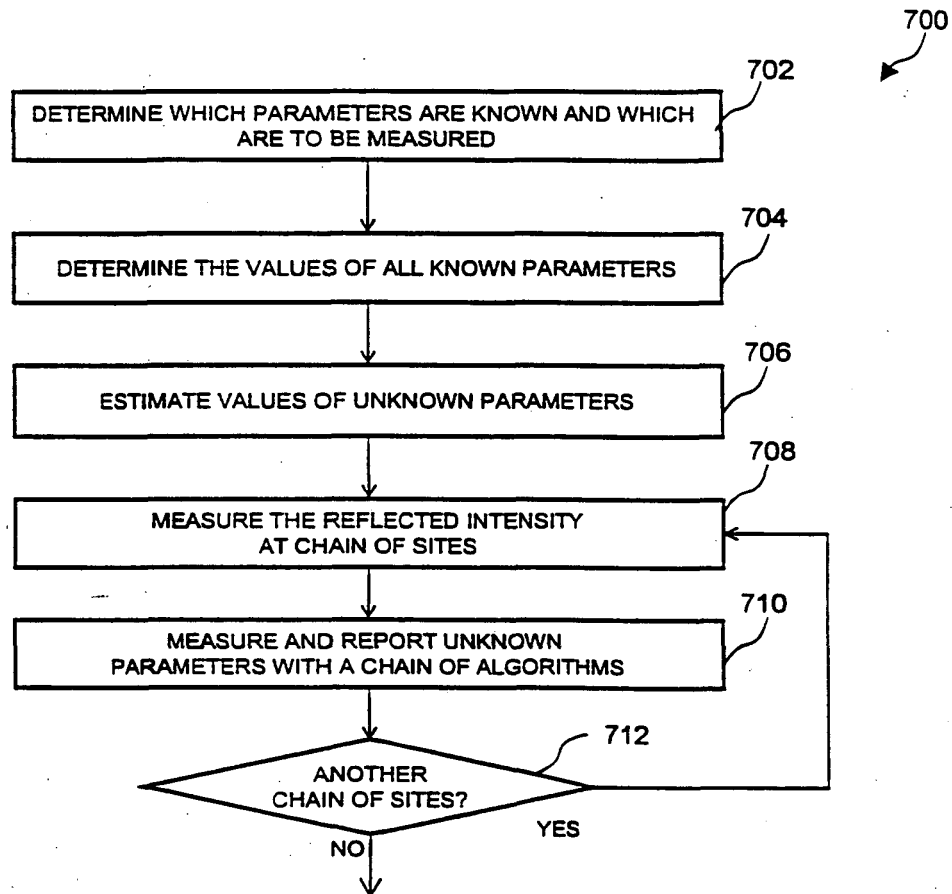 700
702
DETERMINE WHICH PARAMETERS ARE KNOWN AND WHICH
ARE TO BE MEASURED
704
DETERMINE THE VALUES OF ALL KNOWN PARAMETERS
706
ESTIMATE VALUES OF UNKNOWN PARAMETERS
708
MEASURE THE REFLECTED INTENSITY
AT CHAIN OF SITES
710
MEASURE AND REPORT UNKNOWN
PARAMETERS WITH A CHAIN OF ALGORITHMS
712
ANOTHER
CHAIN OF SITES?
YES
NO